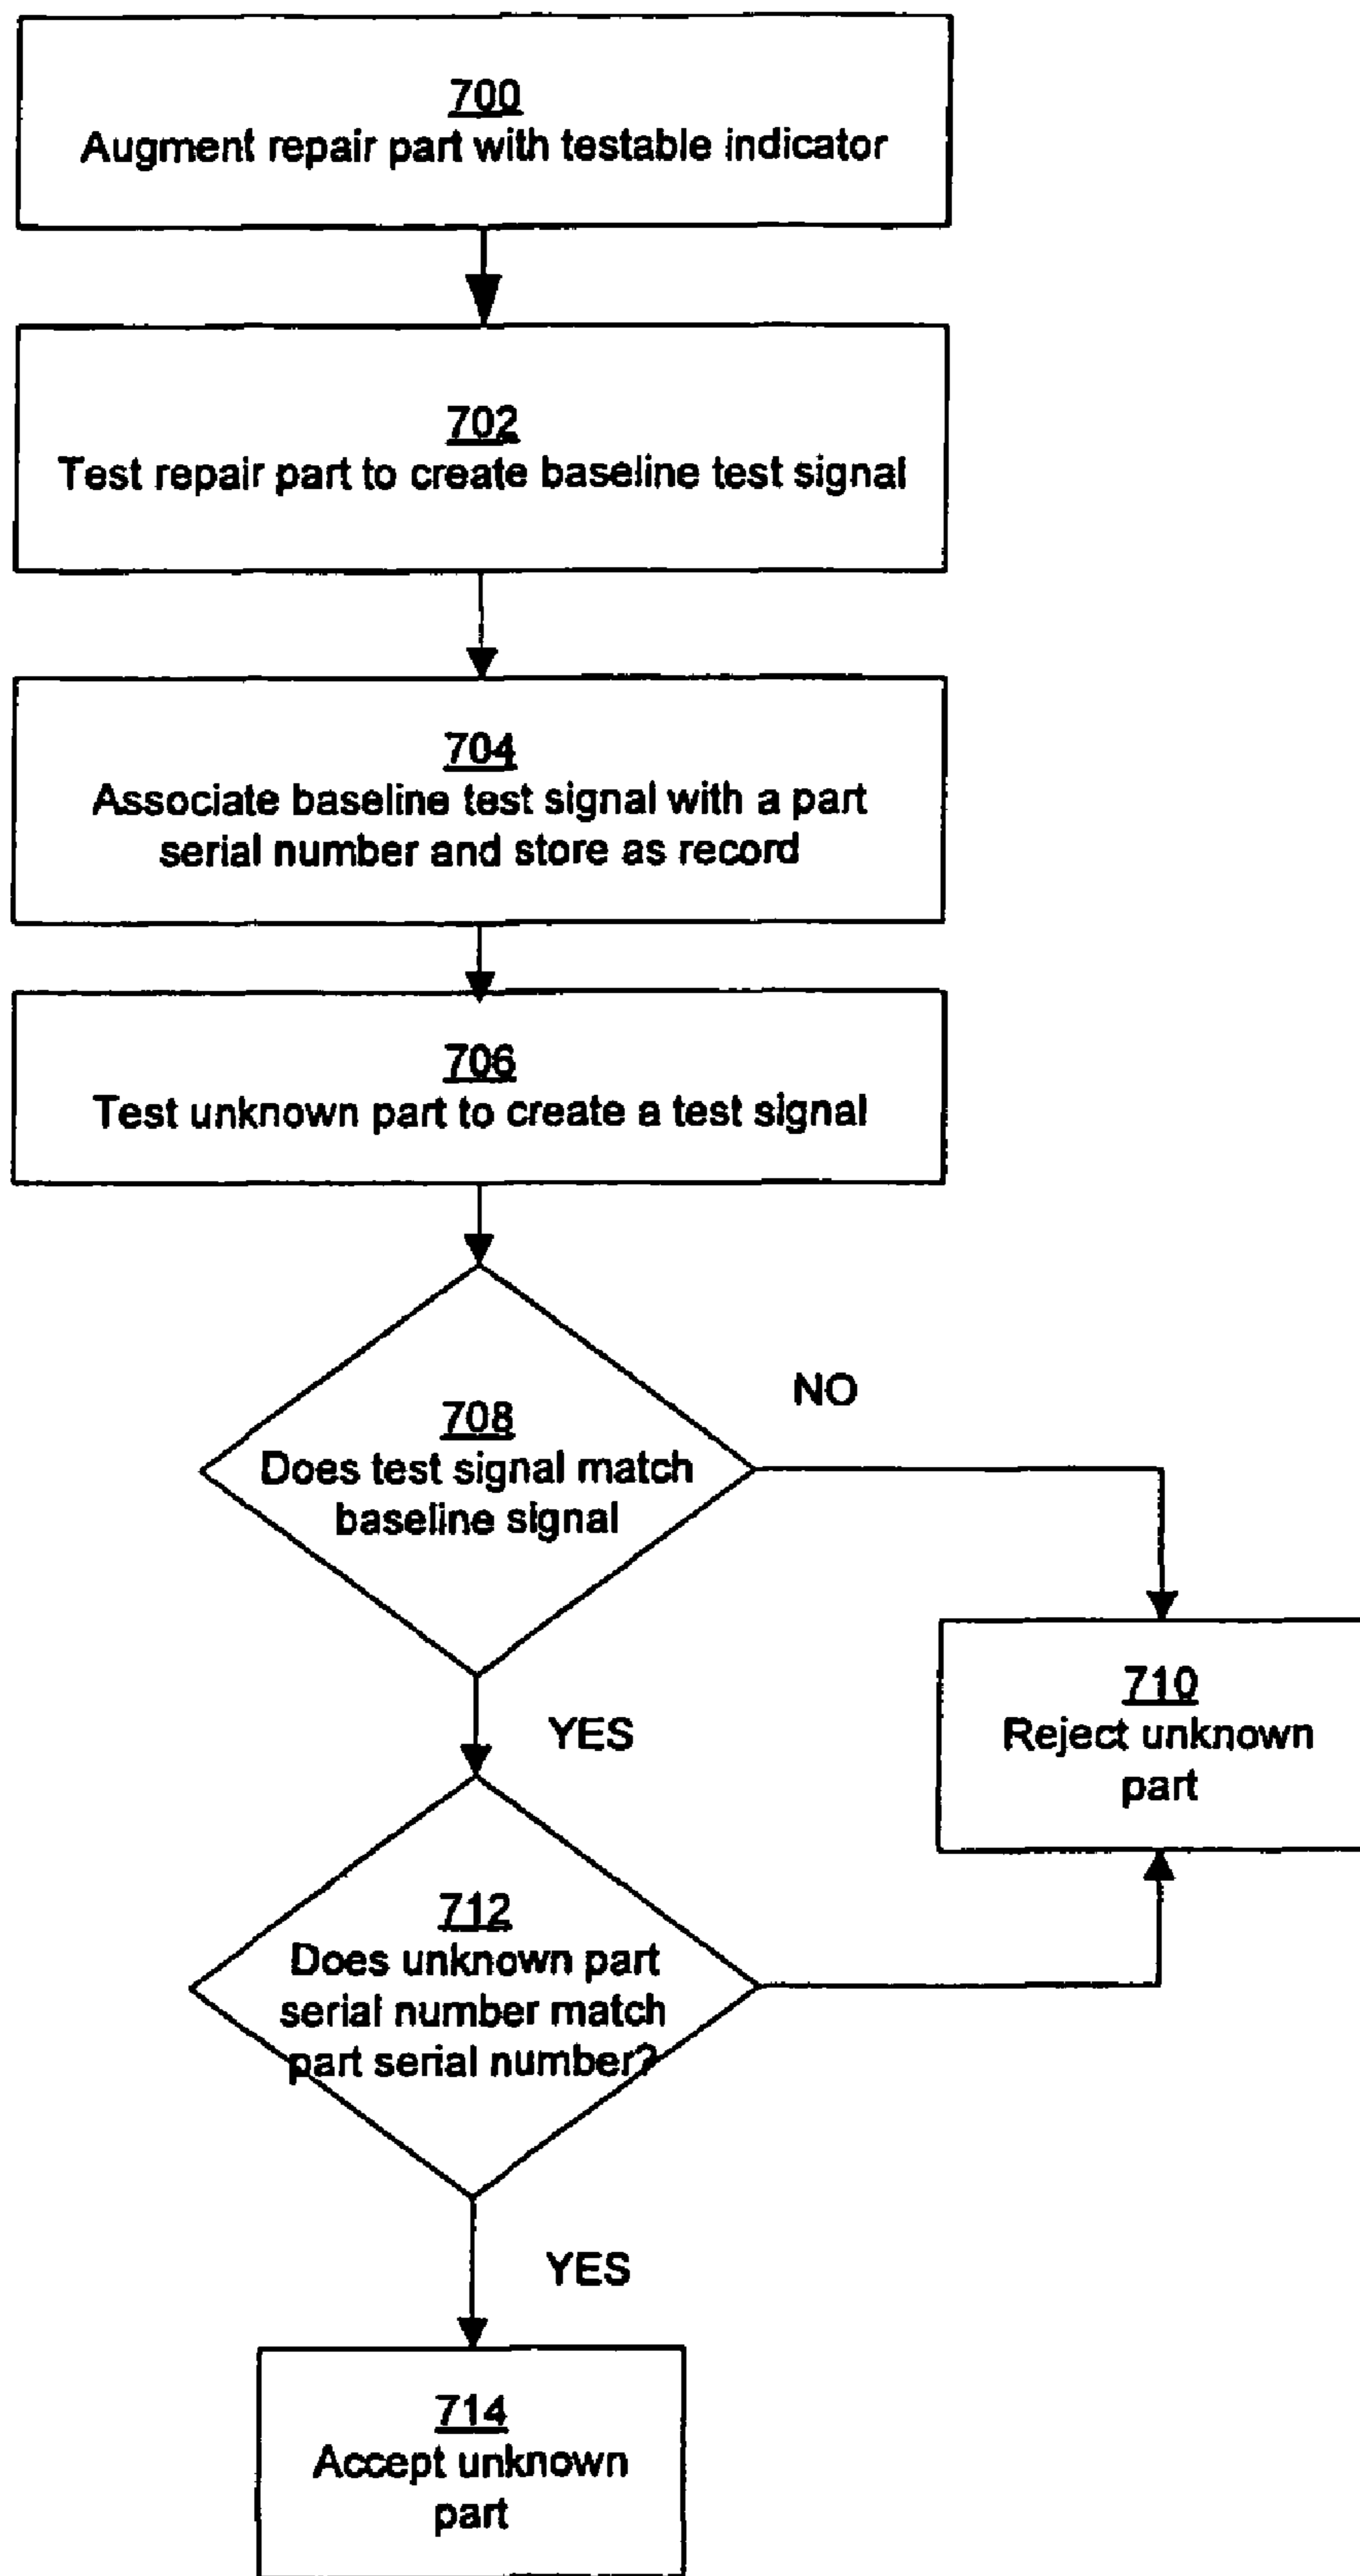 700
Augment repair part with testable indicator
702
Test repair part to create baseline test signal
704
Associate baseline test signal with a part
serial number and store as record
706
Test unknown part to create a test signal
708
Does test signal match
baseline signal
NO
710
Reject unknown
part
YES
712
Does unknown part
serial number match
part serial number?
YES
714
Accept unknown
part